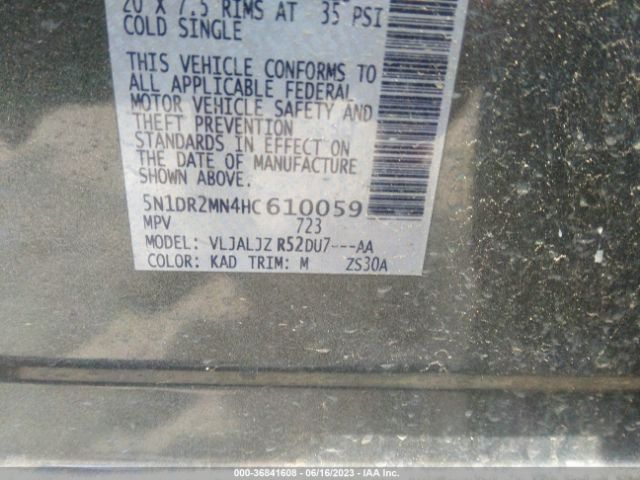 20 X 7.5 RIMS AT 35 PSI
COLD SINGLE
THIS VEHICLE CONFORMS TO
ALL APPLICABLE FEDERAL
MOTOR VEHICLE SAFETY AND
THEFT PREVENTION
STANDARDS IN EFFECT ON
THE DATE OF MANUFACTURE
SHOWN ABOVE.
5N1DR2MN4HC610059
MPV 723
MODEL: VLJALJZ R52DU7---AA
COLOR: KAD TRIM: M ZS30A
000-36841608 - 06/16/2023 - IAA Inc.